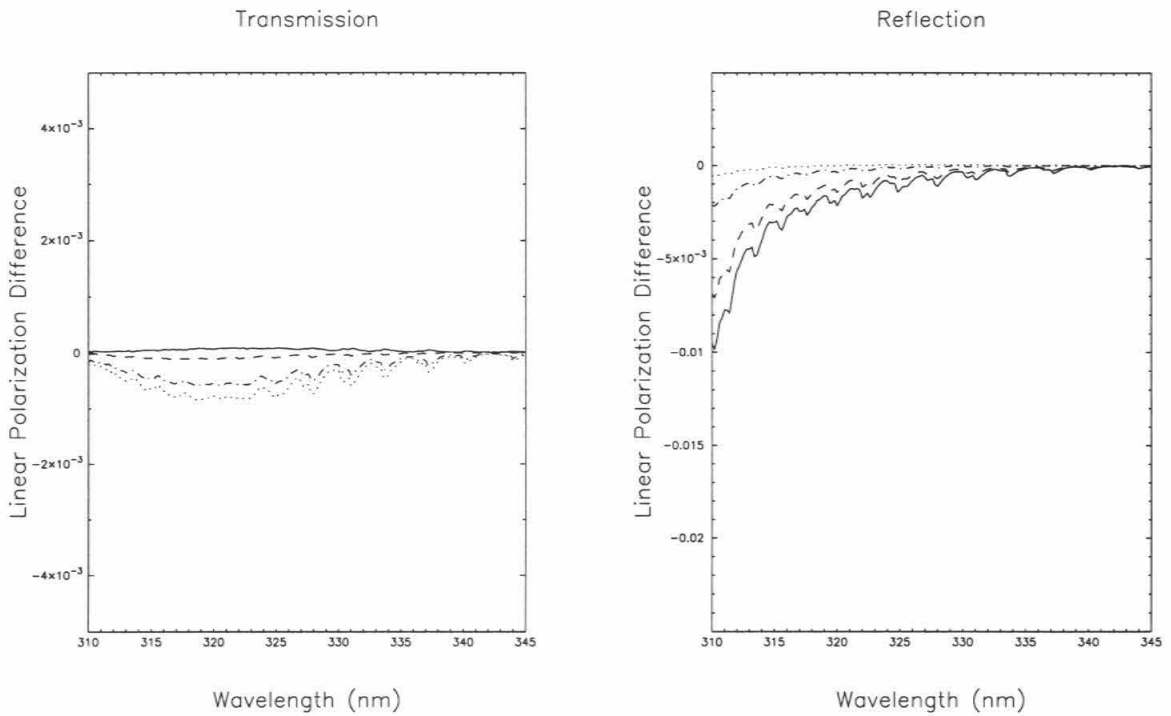 Transmission
Linear Polarization Difference
4×10⁻³
2×10⁻³
0
−2×10⁻³
−4×10⁻³
310 315 320 325 330 335 340 345
Wavelength (nm)
Reflection
Linear Polarization Difference
0
−5×10⁻³
−0.01
−0.015
−0.02
310 315 320 325 330 335 340 345
Wavelength (nm)